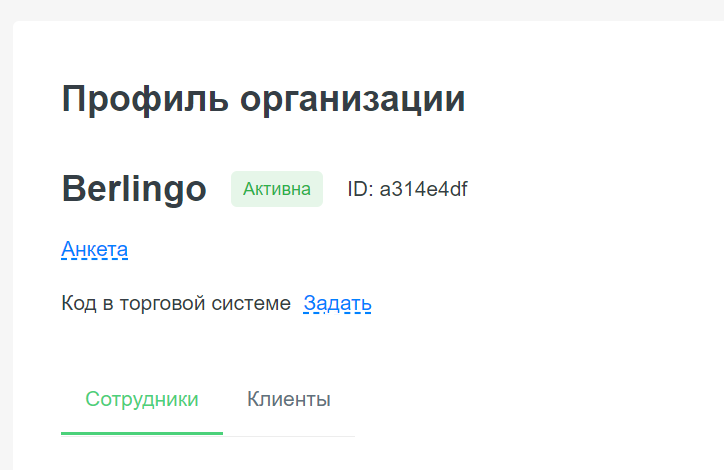 Профиль организации
Berlingo Активна ID: a314e4df
Анкета
Код в торговой системе Задать
Сотрудники Клиенты